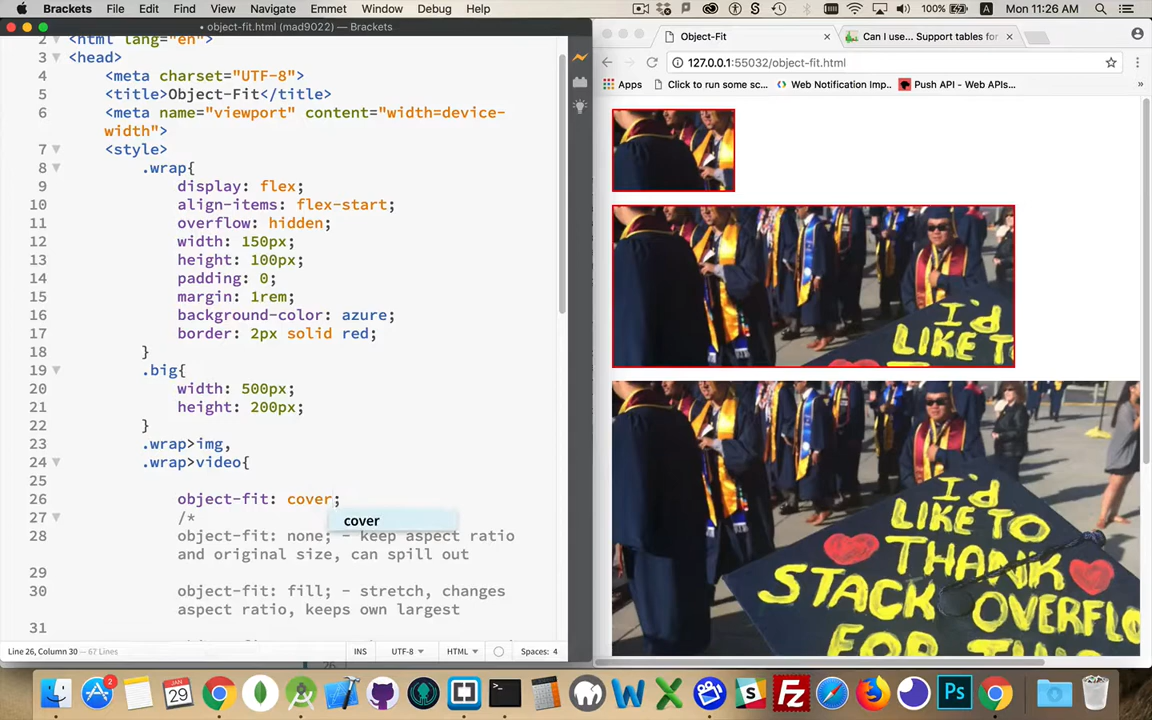 Brackets File Edit Find View Navigate Emmet Window Debug Help
100% Mon 11:26 AM
• object-fit.html (mad9022) — Brackets
2 <html lang="en">
3 <head>
4 <meta charset="UTF-8">
5 <title>Object-Fit</title>
6 <meta name="viewport" content="width=device-
width">
7 <style>
8 .wrap{
9 display: flex;
10 align-items: flex-start;
11 overflow: hidden;
12 width: 150px;
13 height: 100px;
14 padding: 0;
15 margin: 1rem;
16 background-color: azure;
17 border: 2px solid red;
18 }
19 .big{
20 width: 500px;
21 height: 200px;
22 }
23 .wrap>img,
24 .wrap>video{
25
26 object-fit: cover;
27 /*
cover
28 object-fit: none; - keep aspect ratio
and original size, can spill out
29
30 object-fit: fill; - stretch, changes
aspect ratio, keeps own largest
31
Line 26, Column 30 — 67 Lines
INS UTF-8 HTML Spaces: 4
Object-Fit
Can I use... Support tables for
127.0.0.1:55032/object-fit.html
Apps Click to run some sc... Web Notification Imp... Push API - Web APIs... »
I'd
LIKE T
I'd
LIKE TO
THANK
STACK OVERFL
FOR
2
JUL
29
26